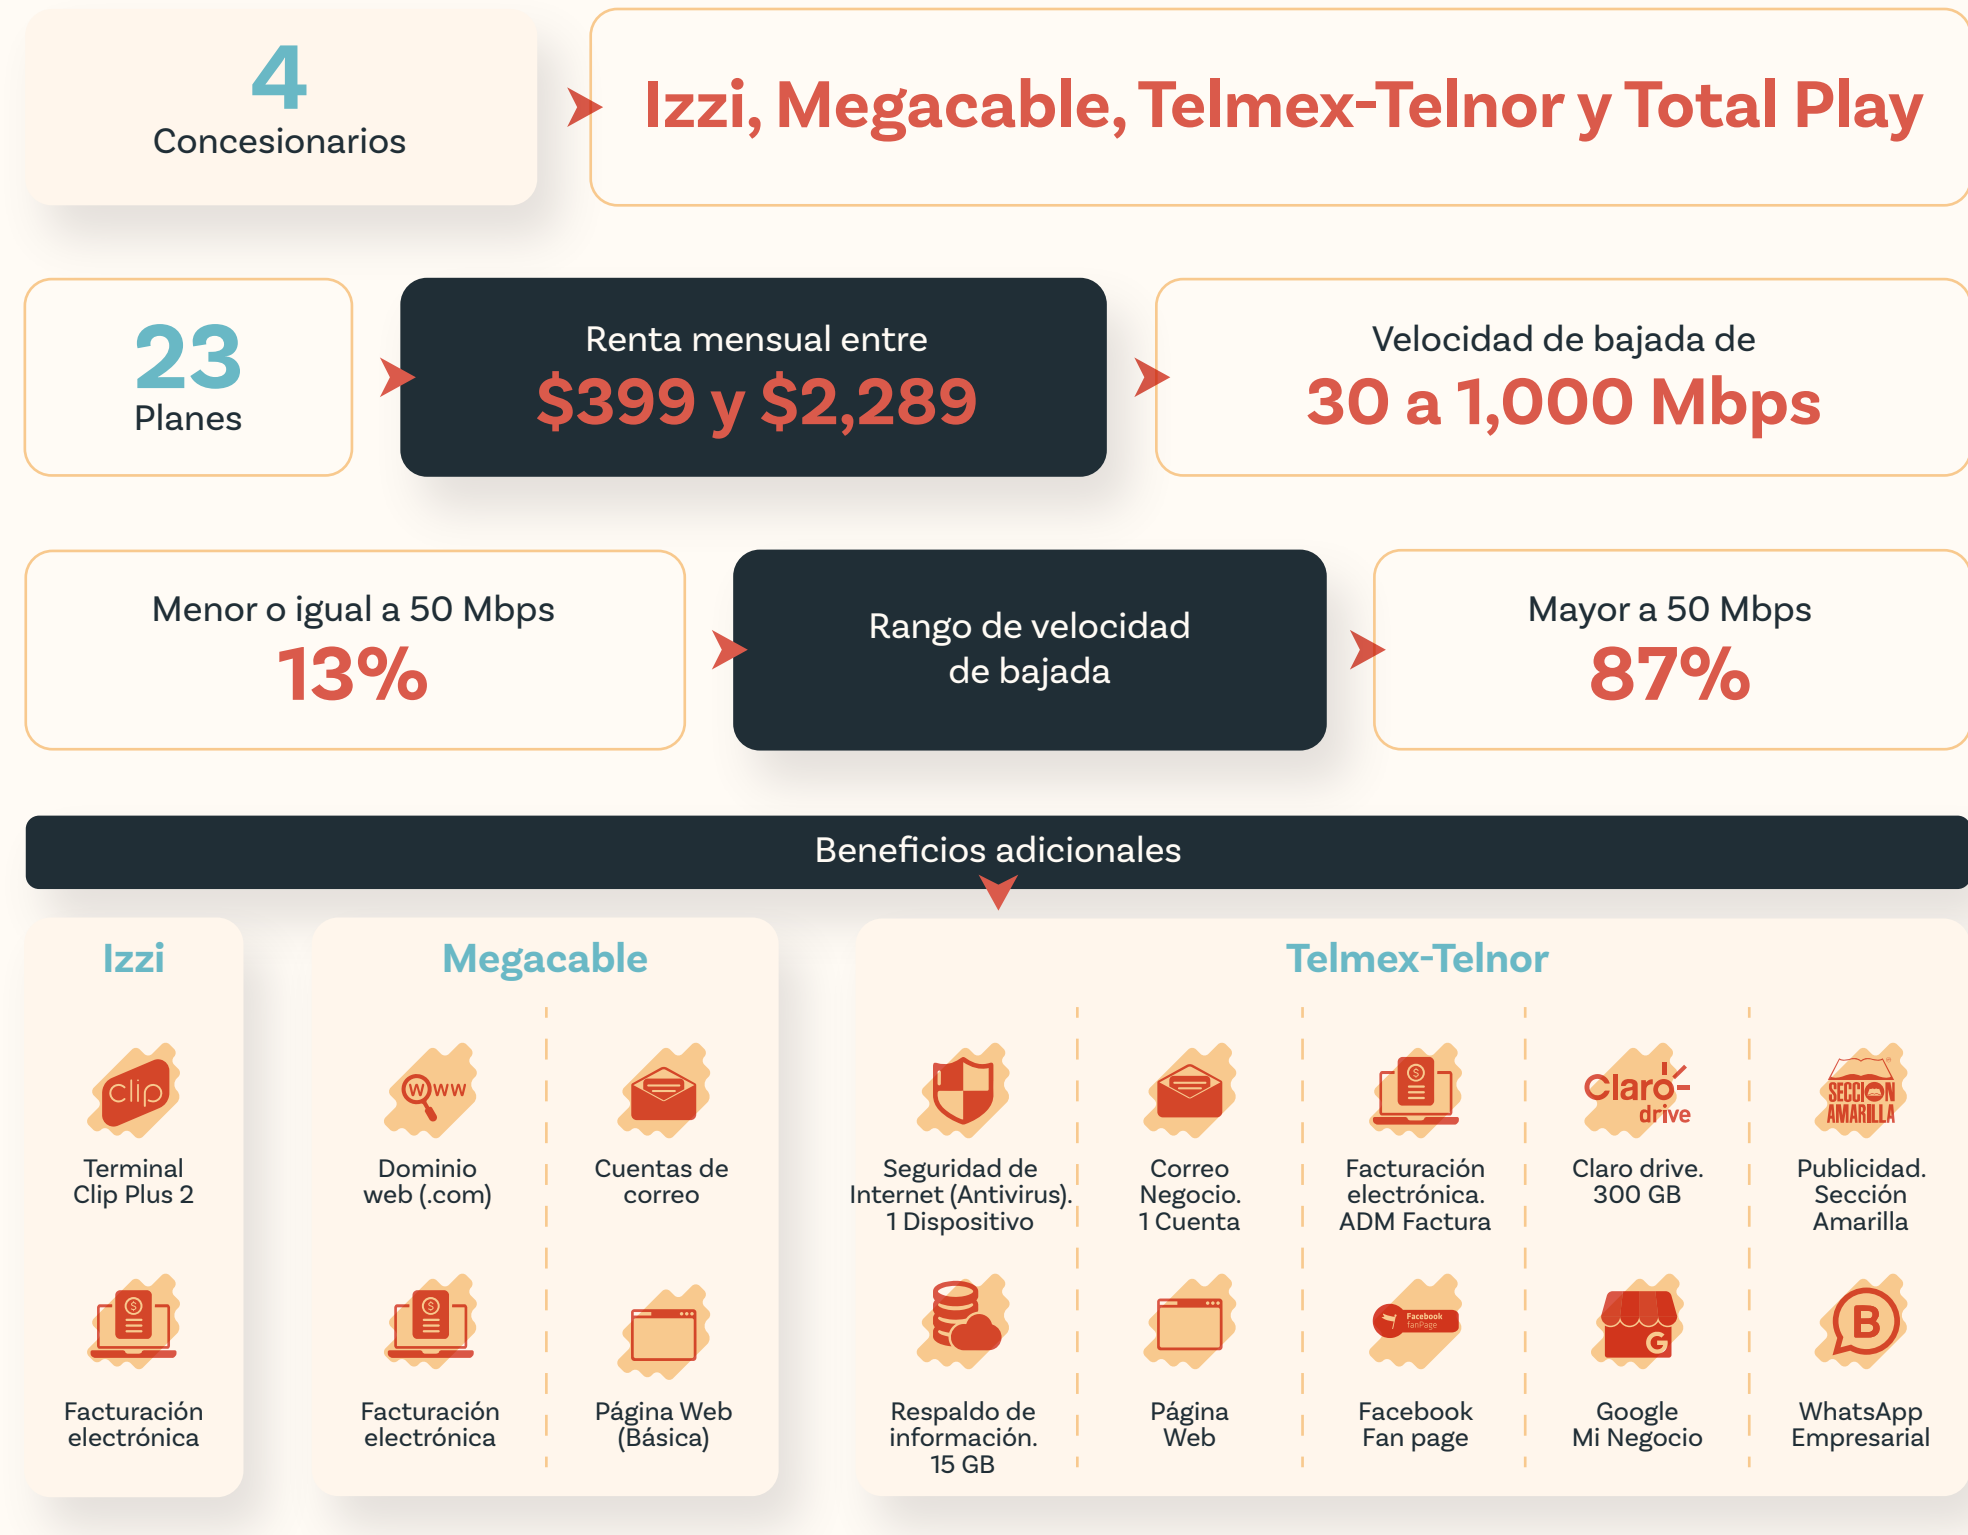 4
Concesionarios
Izzi, Megacable, Telmex-Telnor y Total Play
23
Planes
Renta mensual entre
$399 y $2,289
Velocidad de bajada de
30 a 1,000 Mbps
Menor o igual a 50 Mbps
13%
Rango de velocidad
de bajada
Mayor a 50 Mbps
87%
Beneficios adicionales
Izzi
clip
Terminal
Clip Plus 2
$
Facturación
electrónica
Megacable
www
Dominio
web (.com)
Cuentas de
correo
$
Facturación
electrónica
Página Web
(Básica)
Telmex-Telnor
Seguridad de
Internet (Antivirus).
1 Dispositivo
Correo
Negocio.
1 Cuenta
$
Facturación
electrónica.
ADM Factura
Claro
drive
Claro drive.
300 GB
SECCION
AMARILLA
Publicidad.
Sección
Amarilla
Respaldo de
información.
15 GB
Página
Web
Facebook
fanPage
Facebook
Fan page
G
Google
Mi Negocio
B
WhatsApp
Empresarial